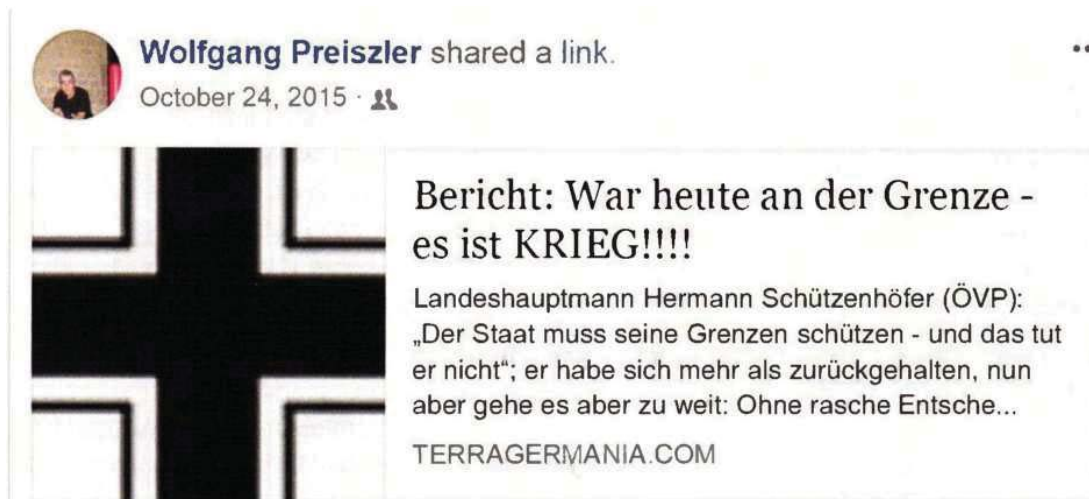 Wolfgang Preiszler shared a link.
October 24, 2015 ·
Bericht: War heute an der Grenze -
es ist KRIEG!!!!
Landeshauptmann Hermann Schützenhöfer (ÖVP):
„Der Staat muss seine Grenzen schützen - und das tut
er nicht“; er habe sich mehr als zurückgehalten, nun
aber gehe es aber zu weit: Ohne rasche Entsche...
TERRAGERMANIA.COM